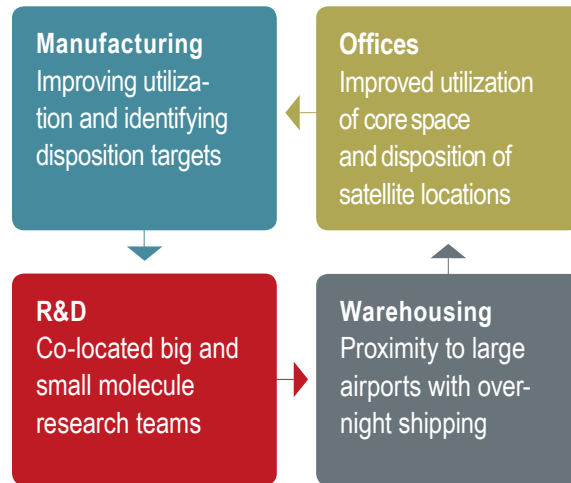 Manufacturing
Improving utiliza-
tion and identifying
disposition targets
Offices
Improved utilization
of core space
and disposition of
satellite locations
R&D
Co-located big and
small molecule
research teams
Warehousing
Proximity to large
airports with over-
night shipping